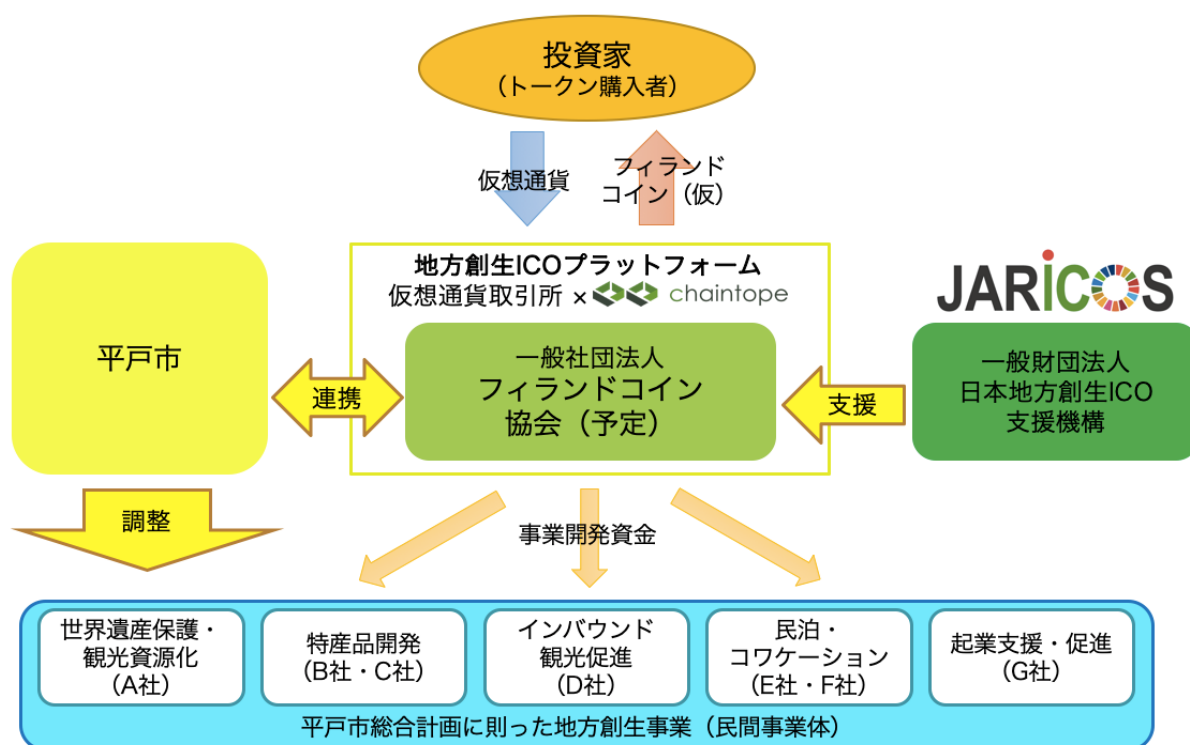 投資家
（トークン購入者）
仮想通貨
フィランド
コイン（仮）
地方創生ICOプラットフォーム
仮想通貨取引所 × chaintope
JARiCOS
平戸市
連携
一般社団法人
フィランドコイン
協会（予定）
支援
一般財団法人
日本地方創生ICO
支援機構
調整
事業開発資金
世界遺産保護・
観光資源化
（A社）
特産品開発
（B社・C社）
インバウンド
観光促進
（D社）
民泊・
コワケーション
（E社・F社）
起業支援・促進
（G社）
平戸市総合計画に則った地方創生事業（民間事業体）